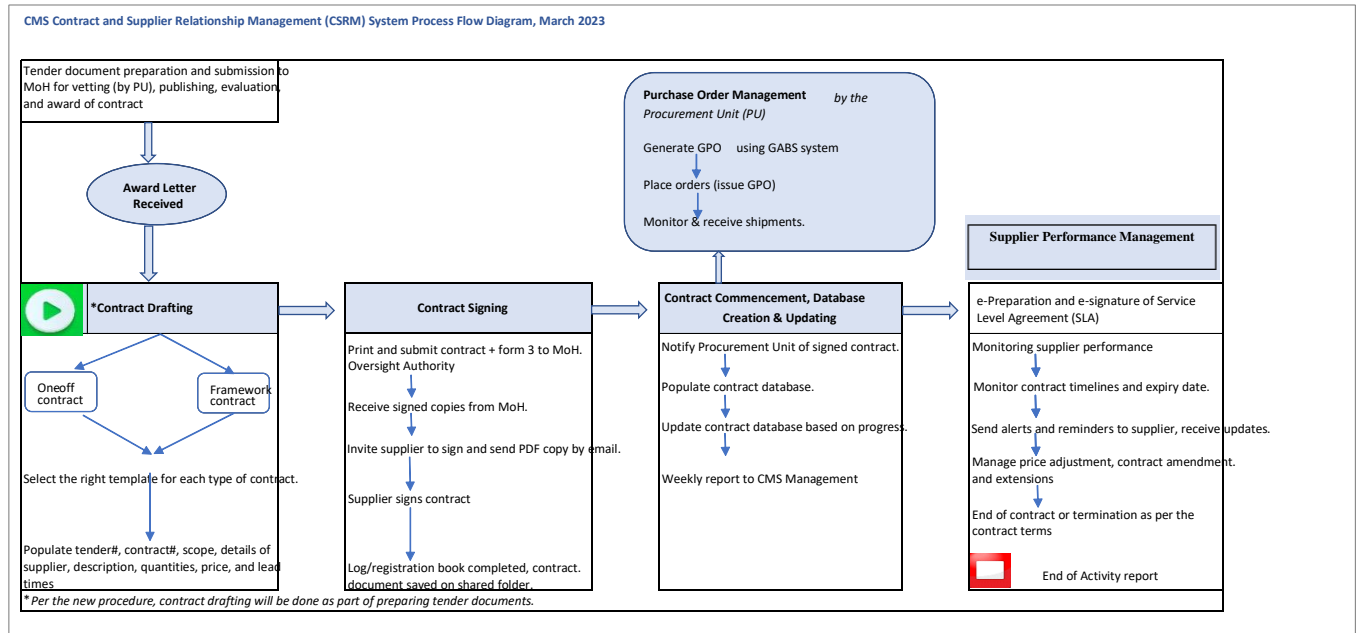 CMS Contract and Supplier Relationship Management (CSRM) System Process Flow Diagram, March 2023
Tender document preparation and submission to
MoH for vetting (by PU), publishing, evaluation,
and award of contract
Award Letter
Received
*Contract Drafting
Oneoff
contract
Framework
contract
Select the right template for each type of contract.
Populate tender#, contract#, scope, details of
supplier, description, quantities, price, and lead
times
Contract Signing
Print and submit contract + form 3 to MoH.
Oversight Authority
Receive signed copies from MoH.
Invite supplier to sign and send PDF copy by email.
Supplier signs contract
Log/registration book completed, contract.
document saved on shared folder.
Purchase Order Management by the
Procurement Unit (PU)
Generate GPO using GABS system
Place orders (issue GPO)
Monitor & receive shipments.
Contract Commencement, Database
Creation & Updating
Notify Procurement Unit of signed contract.
Populate contract database.
Update contract database based on progress.
Weekly report to CMS Management
Supplier Performance Management
e-Preparation and e-signature of Service
Level Agreement (SLA)
Monitoring supplier performance
Monitor contract timelines and expiry date.
Send alerts and reminders to supplier, receive updates.
Manage price adjustment, contract amendment.
and extensions
End of contract or termination as per the
contract terms
End of Activity report
*Per the new procedure, contract drafting will be done as part of preparing tender documents.